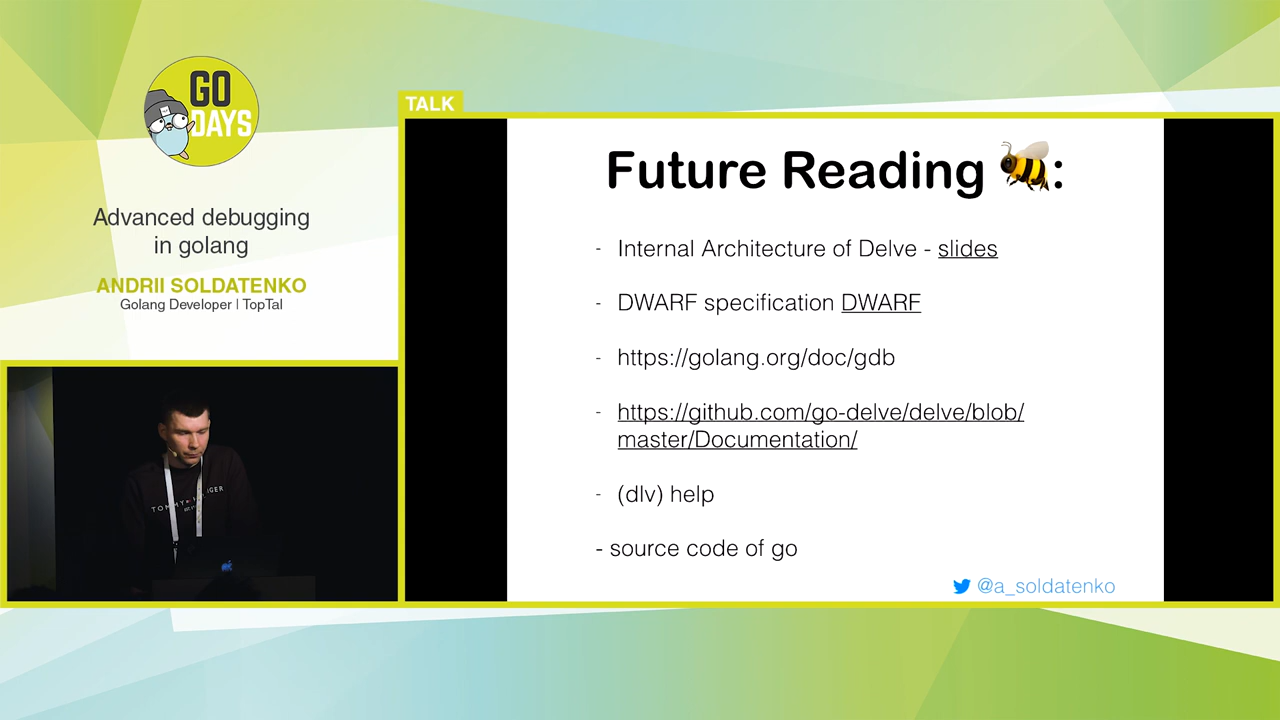 GO
DAYS
Advanced debugging
in golang
ANDRII SOLDATENKO
Golang Developer | TopTal
TALK
Future Reading 🐝:
- Internal Architecture of Delve - slides
- DWARF specification DWARF
- https://golang.org/doc/gdb
- https://github.com/go-delve/delve/blob/
master/Documentation/
- (dlv) help
- source code of go
@a_soldatenko